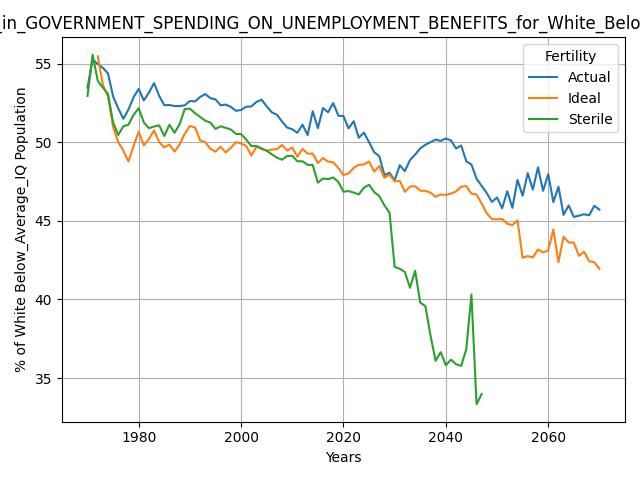 _in_GOVERNMENT_SPENDING_ON_UNEMPLOYMENT_BENEFITS_for_White_Belo
Fertility
Actual
Ideal
Sterile
% of White Below_Average_IQ Population
55
50
45
40
35
1980
2000
2020
2040
2060
Years